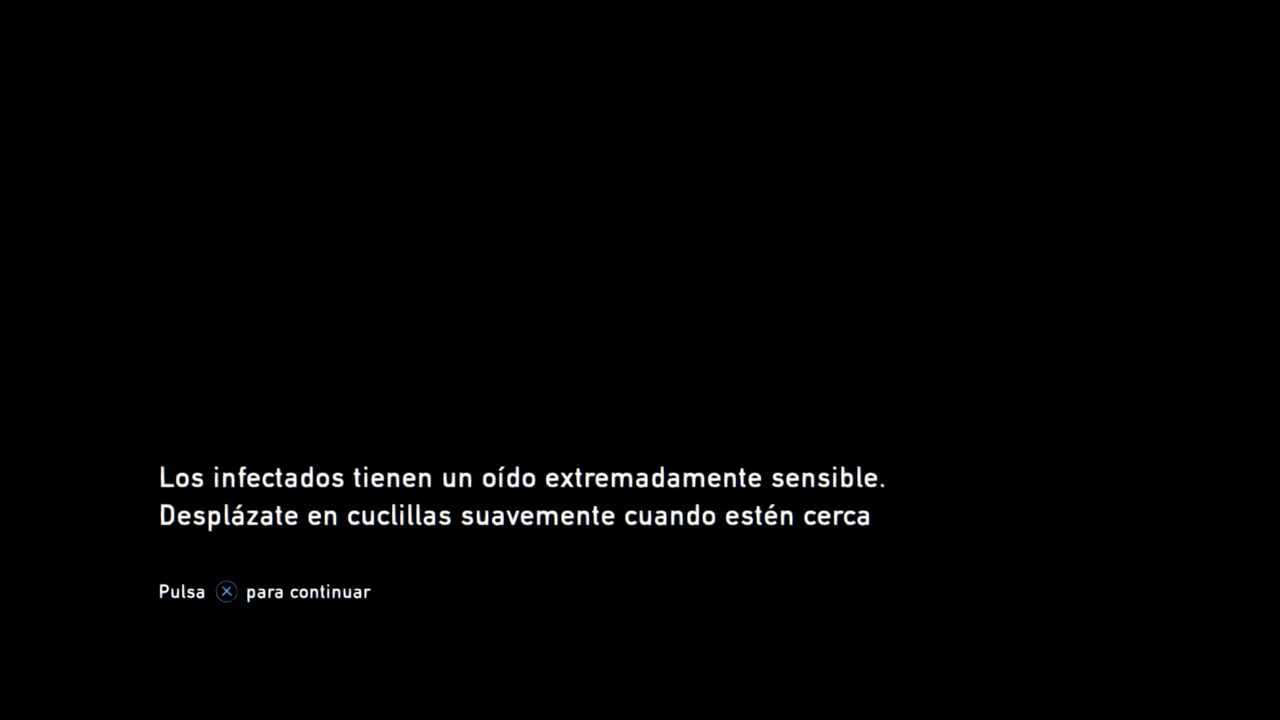 Los infectados tienen un oído extremadamente sensible.
Desplázate en cuclillas suavemente cuando estén cerca
Pulsa ⓧ para continuar